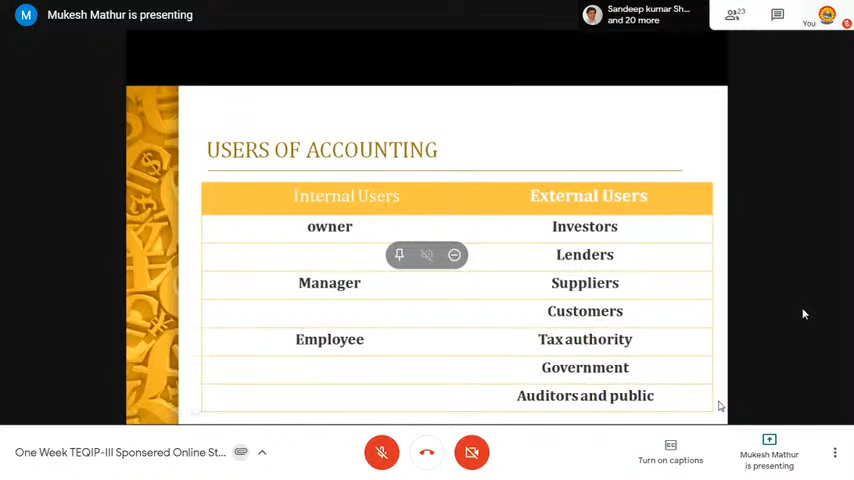 M Mukesh Mathur is presenting
Sandeep kumar Sh...
and 20 more
23
You
USERS OF ACCOUNTING
Internal Users External Users
owner Investors
Lenders
Manager Suppliers
Customers
Employee Tax authority
Government
Auditors and public
One Week TEQIP-III Sponsered Online St...
Turn on captions
Mukesh Mathur
is presenting